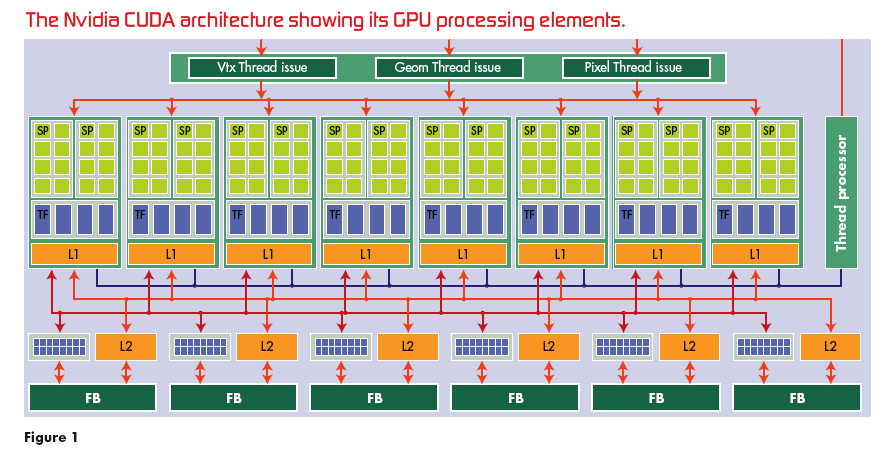 The Nvidia CUDA architecture showing its GPU processing elements.
Vtx Thread issue Geom Thread issue Pixel Thread issue
SP SP SP SP SP SP SP SP SP SP SP SP SP SP SP SP
TF TF TF TF TF TF TF TF
Thread processor
L1 L1 L1 L1 L1 L1 L1 L1
L2 L2 L2 L2 L2 L2
FB FB FB FB FB FB
Figure 1